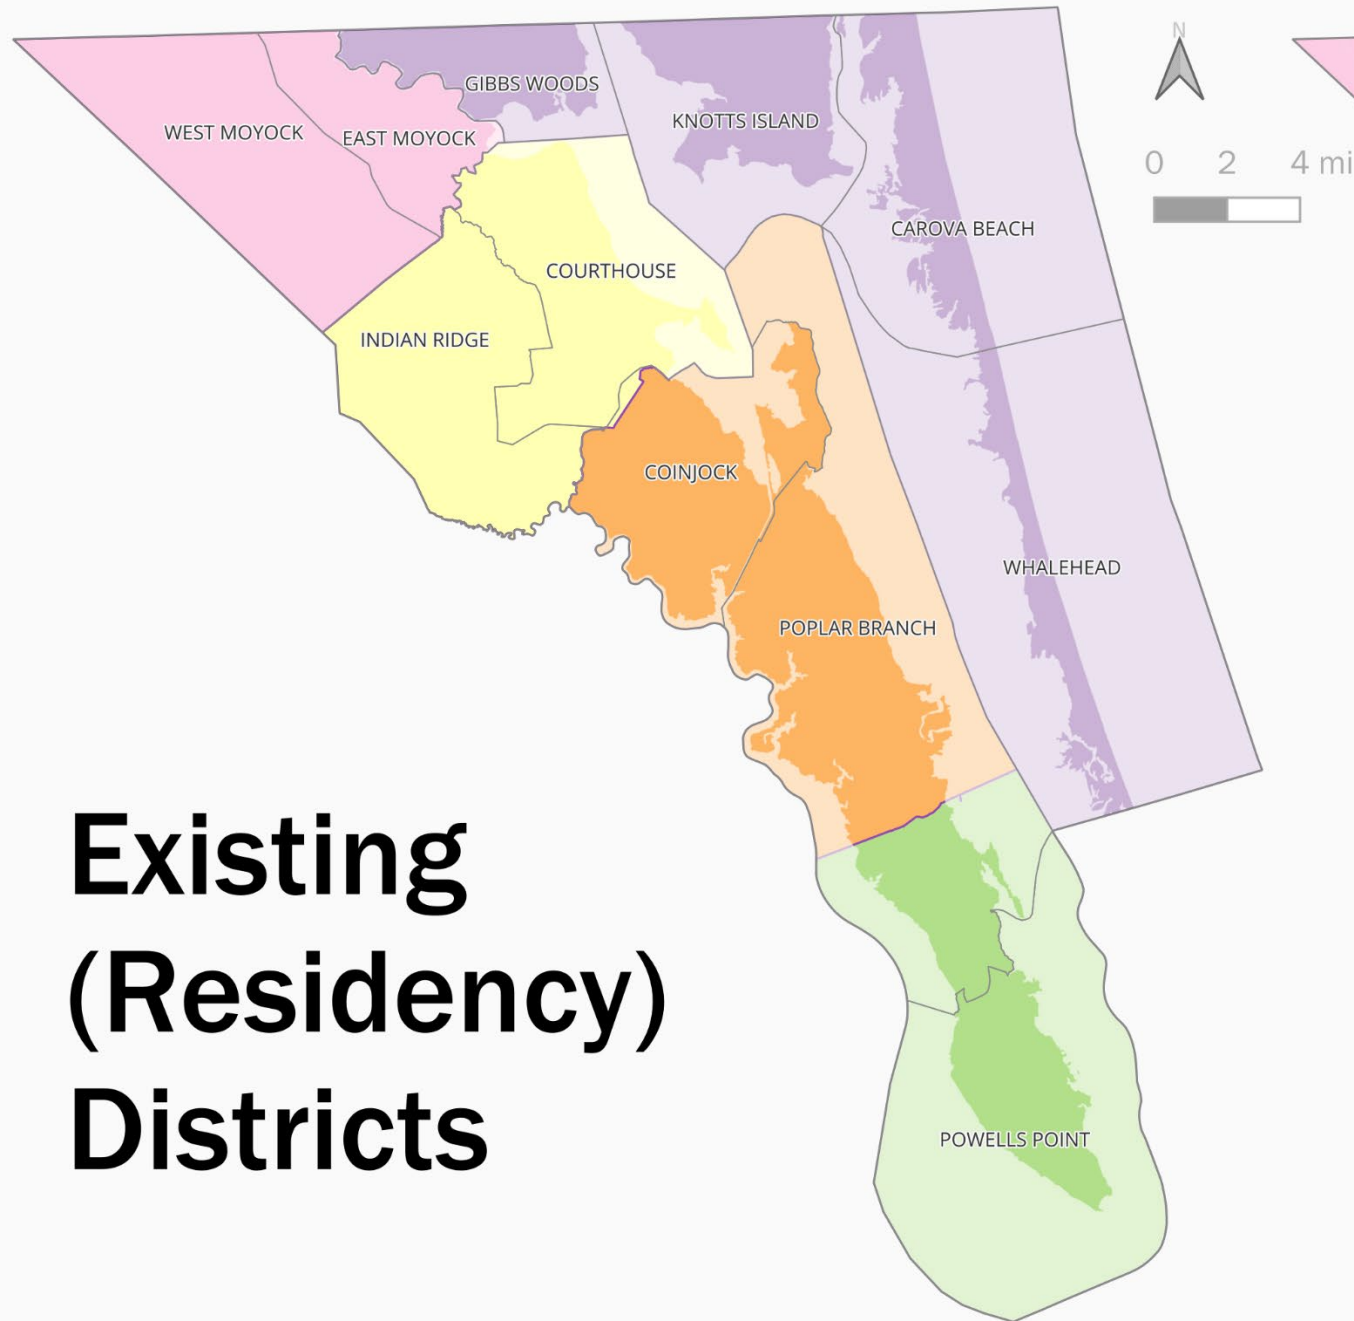 N
0 2 4 mi
GIBBS WOODS
WEST MOYOCK
EAST MOYOCK
KNOTTS ISLAND
CAROVA BEACH
COURTHOUSE
INDIAN RIDGE
COINJOCK
WHALEHEAD
POPLAR BRANCH
POWELLS POINT
Existing
(Residency)
Districts